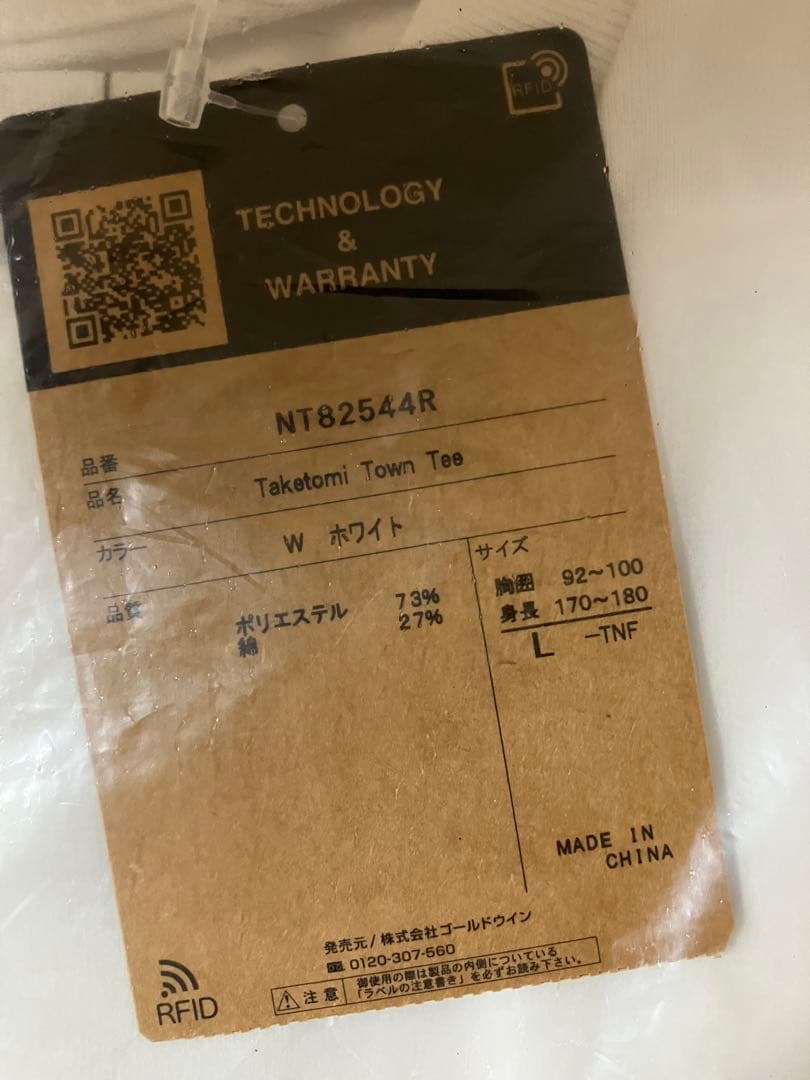 RFID
TECHNOLOGY
&
WARRANTY
品番 NT82544R
品名 Taketomi Town Tee
カラー W ホワイト
品質 ポリエステル 73%
綿 27%
サイズ
胸囲 92~100
身長 170~180
L -TNF
MADE IN
CHINA
発売元/株式会社ゴールドウイン
0120-307-560
注意 御使用の際は製品の内側についている
「ラベルの注意書き」を必ずお読み下さい。
RFID